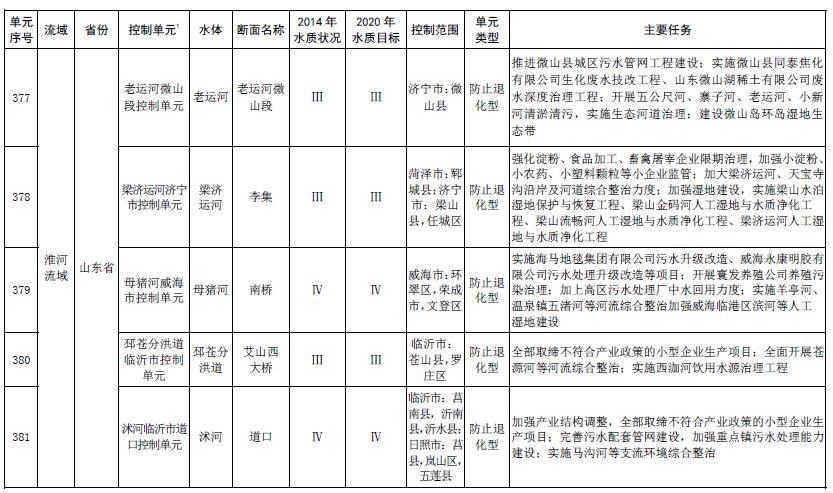 单元
序号
流域
省份
控制单元1
水体
断面名称
2014 年
水质状况
2020 年
水质目标
控制范围
单元
类型
主要任务
淮河
流域
山东省
377
老运河微山
段控制单元
老运河
老运河微
山段
III
III
济宁市：微
山县
防止退
化型
推进微山县城区污水管网工程建设；实施微山县同泰焦化
有限公司生化废水技改工程、山东微山湖稀土有限公司废
水深度治理工程；开展五公尺河、寨子河、老运河、小新
河清淤清污，实施生态河道治理；建设微山岛环岛湿地生
态带
378
梁济运河济宁
市控制单元
梁济
运河
李集
III
III
菏泽市：郓
城县；济宁
市：梁山
县，任城区
防止退
化型
强化淀粉、食品加工、畜禽屠宰企业限期治理，加强小淀粉、
小农药、小塑料颗粒等小企业监管；加大梁济运河、天宝寺
沟沿岸及河道综合整治力度；加强湿地建设，实施梁山水泊
湿地保护与恢复工程、梁山金码河人工湿地与水质净化工
程、梁山流畅河人工湿地与水质净化工程、梁济运河人工湿
地与水质净化工程
379
母猪河威海
市控制单元
母猪河
南桥
IV
IV
威海市：环
翠区，荣成
市，文登区
防止退
化型
实施海马地毯集团有限公司污水升级改造、威海永康明胶有
限公司污水处理升级改造等项目；开展寰发养殖公司养殖污
染治理；加上高区污水处理厂中水回用力度；实施羊亭河、
温泉镇五渚河等河流综合整治加强威海临港区滨河等人工
湿地建设
380
邳苍分洪道
临沂市控制
单元
邳苍分
洪道
艾山西
大桥
III
III
临沂市：
苍山县，罗
庄区
防止退
化型
全部取缔不符合产业政策的小型企业生产项目；全面开展苍
源河等河流综合整治；实施西泇河饮用水源治理工程
381
沭河临沂市道
口控制单元
沭河
道口
IV
IV
临沂市：莒
南县，沂南
县，沂水县；
日照市：莒
县，岚山区，
五莲县
防止退
化型
加强产业结构调整，全部取缔不符合产业政策的小型企业生
产项目；完善污水配套管网建设，加强重点镇污水处理能力
建设；实施马沟河等支流环境综合整治